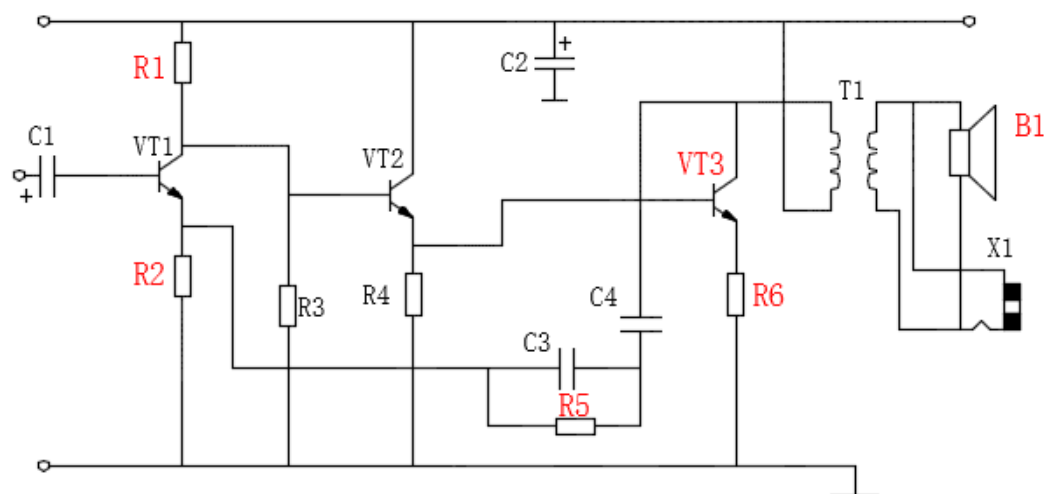 R1
C2
+
T1
C1
VT1
VT2
VT3
B1
+
R2
R3
R4
C4
R6
X1
C3
R5